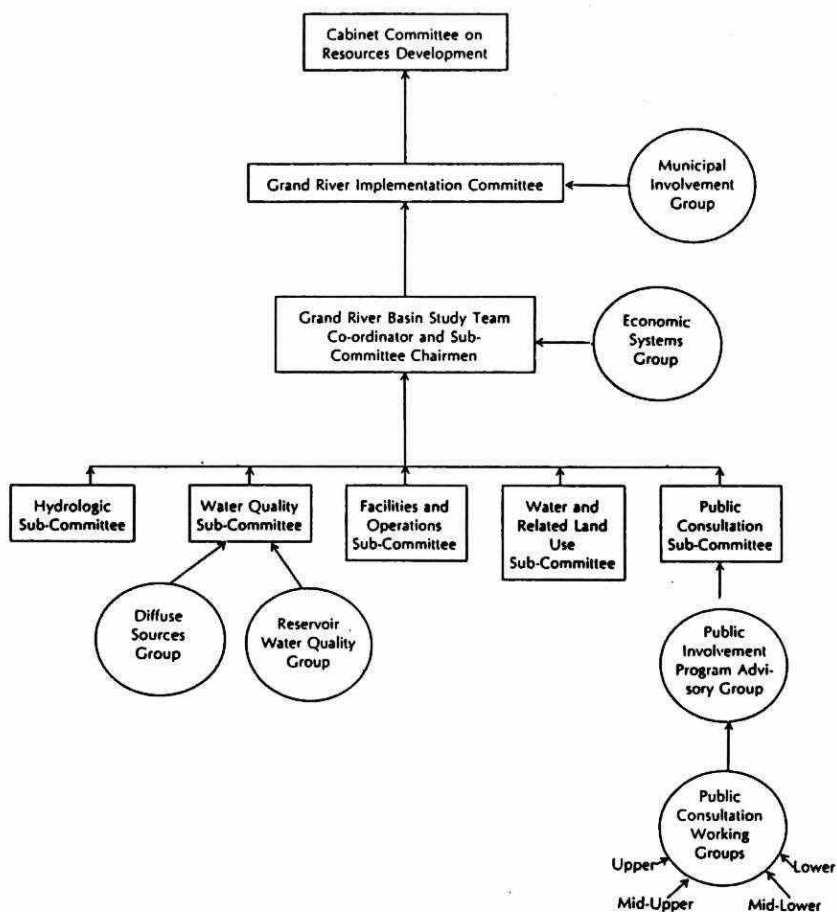 Cabinet Committee on
Resources Development
Grand River Implementation Committee
Municipal
Involvement
Group
Grand River Basin Study Team
Co-ordinator and Sub-
Committee Chairmen
Economic
Systems
Group
Hydrologic
Sub-Committee
Water Quality
Sub-Committee
Facilities and
Operations
Sub-Committee
Water and
Related Land
Use
Sub-Committee
Public
Consultation
Sub-Committee
Diffuse
Sources
Group
Reservoir
Water Quality
Group
Public
Involvement
Program Advi-
sory Group
Public
Consultation
Working
Groups
Upper
Lower
Mid-Upper
Mid-Lower